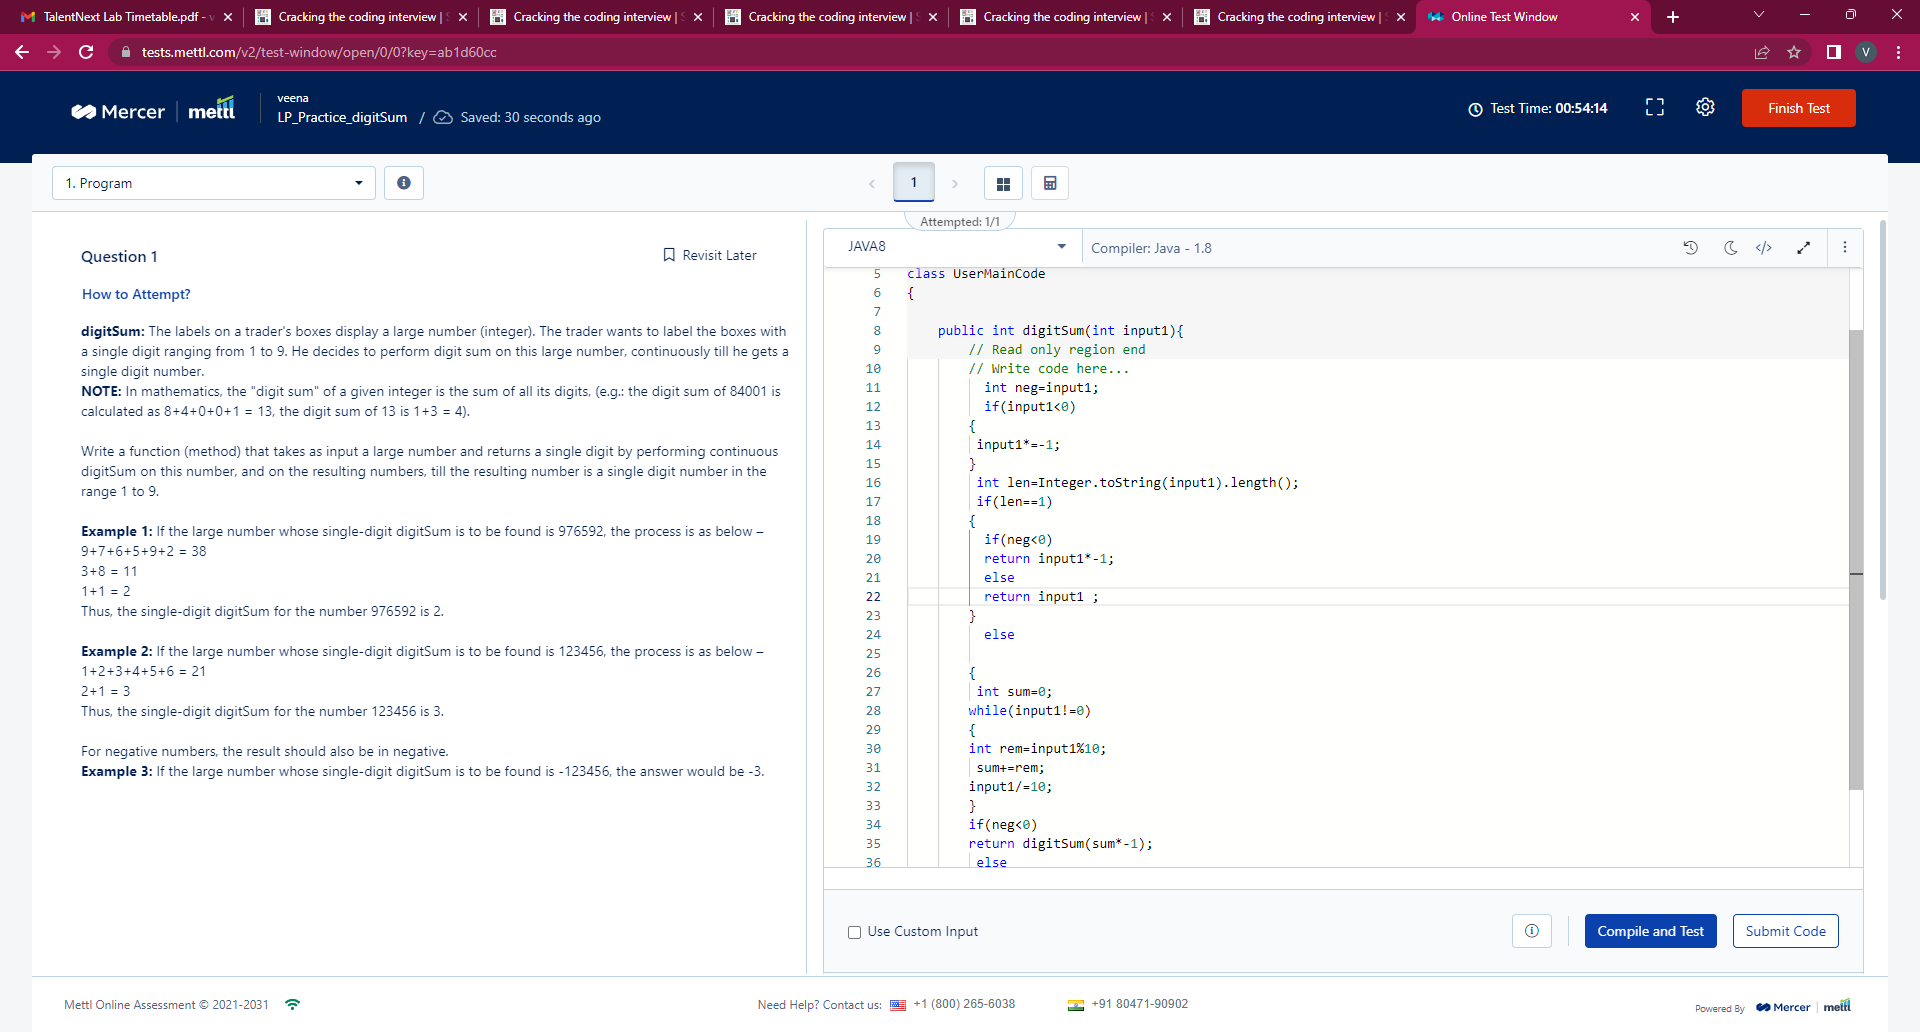 TalentNext Lab Timetable.pdf - v
Cracking the coding interview | S
Cracking the coding interview | S
Cracking the coding interview | S
Cracking the coding interview | S
Cracking the coding interview | S
Online Test Window
tests.mettl.com/v2/test-window/open/0/0?key=ab1d60cc
V
Mercer | mettl
veena
LP_Practice_digitSum / Saved: 30 seconds ago
Test Time: 00:54:14
Finish Test
1. Program
1
Attempted: 1/1
Question 1
Revisit Later
How to Attempt?
digitSum: The labels on a trader's boxes display a large number (integer). The trader wants to label the boxes with
a single digit ranging from 1 to 9. He decides to perform digit sum on this large number, continuously till he gets a
single digit number.
NOTE: In mathematics, the "digit sum" of a given integer is the sum of all its digits, (e.g.: the digit sum of 84001 is
calculated as 8+4+0+0+1 = 13, the digit sum of 13 is 1+3 = 4).
Write a function (method) that takes as input a large number and returns a single digit by performing continuous
digitSum on this number, and on the resulting numbers, till the resulting number is a single digit number in the
range 1 to 9.
Example 1: If the large number whose single-digit digitSum is to be found is 976592, the process is as below –
9+7+6+5+9+2 = 38
3+8 = 11
1+1 = 2
Thus, the single-digit digitSum for the number 976592 is 2.
Example 2: If the large number whose single-digit digitSum is to be found is 123456, the process is as below –
1+2+3+4+5+6 = 21
2+1 = 3
Thus, the single-digit digitSum for the number 123456 is 3.
For negative numbers, the result should also be in negative.
Example 3: If the large number whose single-digit digitSum is to be found is -123456, the answer would be -3.
JAVA8
Compiler: Java - 1.8
5 class UserMainCode
6 {
7
8 public int digitSum(int input1){
9 // Read only region end
10 // Write code here...
11 int neg=input1;
12 if(input1<0)
13 {
14 input1*=-1;
15 }
16 int len=Integer.toString(input1).length();
17 if(len==1)
18 {
19 if(neg<0)
20 return input1*-1;
21 else
22 return input1 ;
23 }
24 else
25
26 {
27 int sum=0;
28 while(input1!=0)
29 {
30 int rem=input1%10;
31 sum+=rem;
32 input1/=10;
33 }
34 if(neg<0)
35 return digitSum(sum*-1);
36 else
Use Custom Input
Compile and Test
Submit Code
Mettl Online Assessment © 2021-2031
Need Help? Contact us: +1 (800) 265-6038
+91 80471-90902
Powered By Mercer | mettl